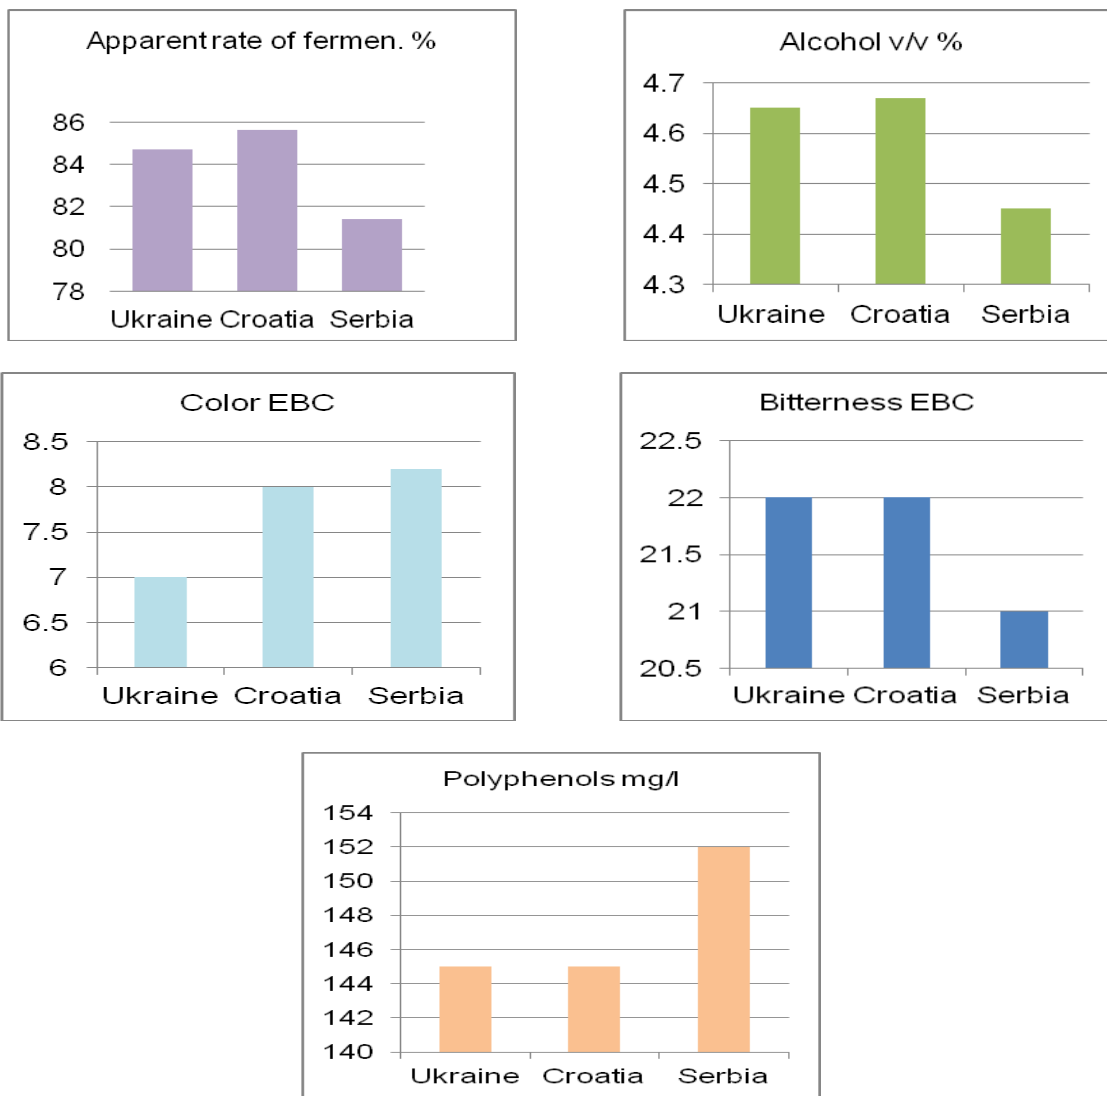 Apparent rate of fermen. %
86
84
82
80
78
Ukraine Croatia Serbia
Alcohol v/v %
4.7
4.6
4.5
4.4
4.3
Ukraine Croatia Serbia
Color EBC
8.5
8
7.5
7
6.5
6
Ukraine Croatia Serbia
Bitterness EBC
22.5
22
21.5
21
20.5
Ukraine Croatia Serbia
Polyphenols mg/l
154
152
150
148
146
144
142
140
Ukraine Croatia Serbia